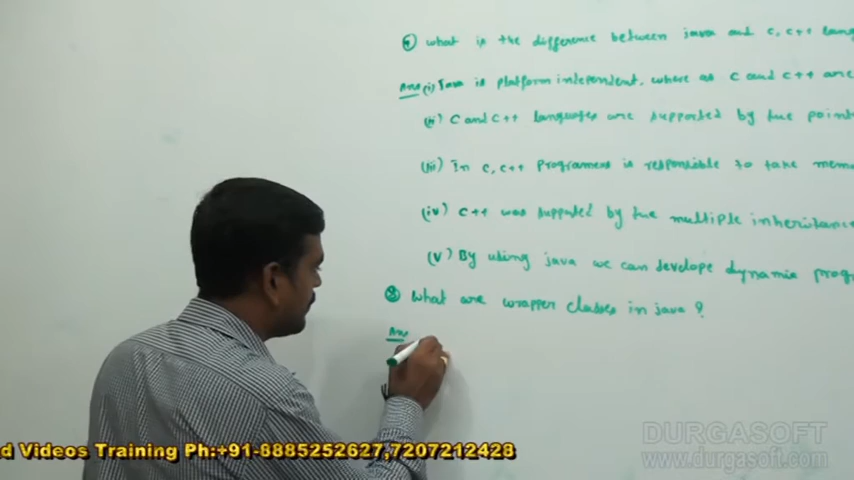 7 what is the difference between java and c, c++ lang
Ans (i) Java is platform independent, where as c and c++ are
(ii) C and C++ languages are supported by the point
(iii) In c, c++ Programmers is responsible to take mem
(iv) c++ was supported by the multiple inheritance
(v) By using java we can develope dynamic prog
8 What are wrapper classes in java ?
Ans
d Videos Training Ph:+91-8885252627,7207212428
DURGASOFT
www.durgasoft.com